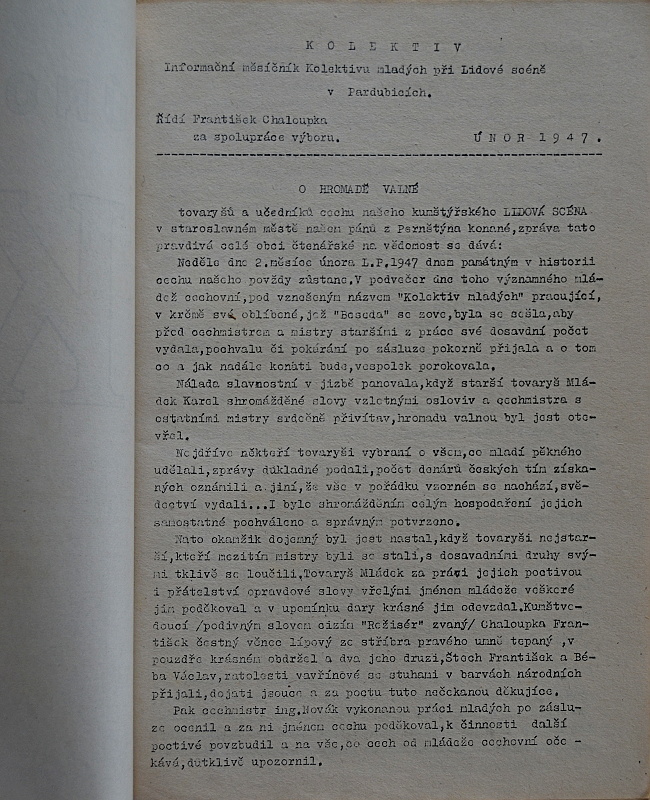 K O L E K T I V
Informační měsíčník Kolektivu mladých při Lidové scéně
v Pardubicích.
Řídí František Chaloupka
za spolupráce výboru. Ú N O R 1 9 4 7 .
O HROMADĚ VALNÉ
tovaryšů a učedníků cechu našeho kumštýřského LIDOVÁ SCÉNA
v staroslavném městě našem pánů z Pernštýna konané,zpráva tato
pravdivá celé obci čtenářské na vědomost se dává:
Neděle dne 2.měsíce února L.P.1947 dnem památným v historii
cechu našeho povždy zůstane.V podvečer dne toho významného mlá-
dež cechovní,pod vznešeným názvem "Kolektiv mladých" pracující,
v krčmě své oblíbené,jež "Beseda" se zove,byla se sešla,aby
před cechmistrem a mistry staršími z práce své dosavdní počet
vydala,pochvalu či pokárání po zásluze pokorně přijala a o tom
co a jak nadále konati bude,vespolek porokovala.
Nálada slavnostní v jizbě panovala,když starší tovaryš Mlá-
dek Karel shromážděné slovy vzletnými osloviv a cechmistra s
ostatními mistry srdečně přivítav,hromadu valnou byl jest ote-
vřel.
Nejdříve někteří tovaryši vybraní o všem,co mladí pěkného
udělali,zprávy důkladné podali,počet denárů českých tím získa-
ných oznámili a jiní,že vše v pořádku vzorném se nachází,svě-
dectví vydali...I bylo shromážděním celým hospodaření jejich
samostatné pochváleno a správným potvrzeno.
Nato okamžik dojemný byl jest nastal,když tovaryši nejstar-
ší,kteří mezitím mistry byli se stali,s dosavadními druhy svý-
mi tklivě se loučili.Tovaryš Mládek za práci jejich poctivou
i přátelství opravdové slovy vřelými jménem mládeže veškeré
jim poděkoval a v upomínku dary krásné jim odevzdal.Kumštve-
doucí /podivným slovem cizím "Režisér" zvaný/ Chaloupka Fran-
tišek čestný věnec lipový ze stříbra pravého umně tepaný ,v
pouzdře krásném obdržel a dva jeho druzi,Štoch František a Bé-
ba Václav,ratolesti vavřínové se stuhami v barvách národních
přijali,dojati jsouce a za poctu tuto nečekanou děkujíce.
Pak cechmistr ing.Novák vykonanou práci mladých po záslu-
ze ocenil a za ni jménem cechu poděkoval,k činnosti další
poctivé povzbudil a na vše,co cech od mládeže cechovní oče -
kává,důtklivě upozornil.